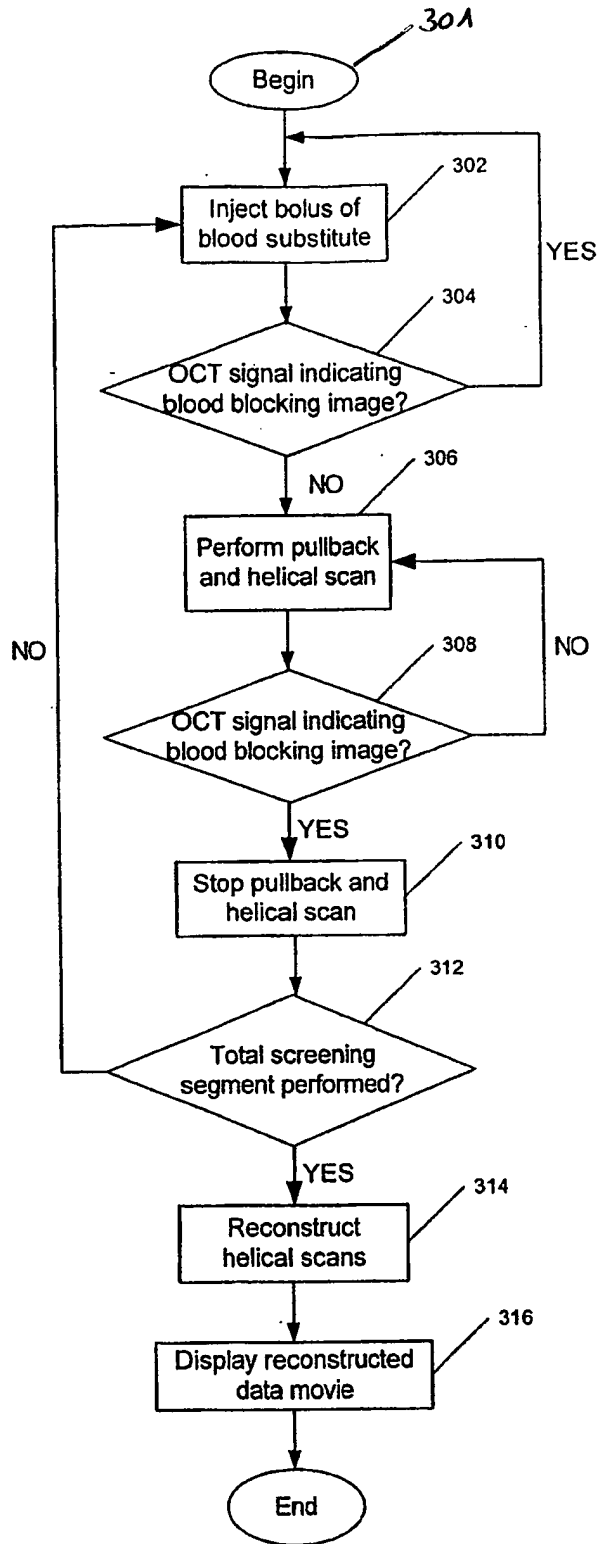 301
Begin
302
Inject bolus of
blood substitute
YES
304
OCT signal indicating
blood blocking image?
NO
306
Perform pullback
and helical scan
NO
308
NO
OCT signal indicating
blood blocking image?
YES
310
Stop pullback and
helical scan
312
Total screening
segment performed?
YES
314
Reconstruct
helical scans
316
Display reconstructed
data movie
End